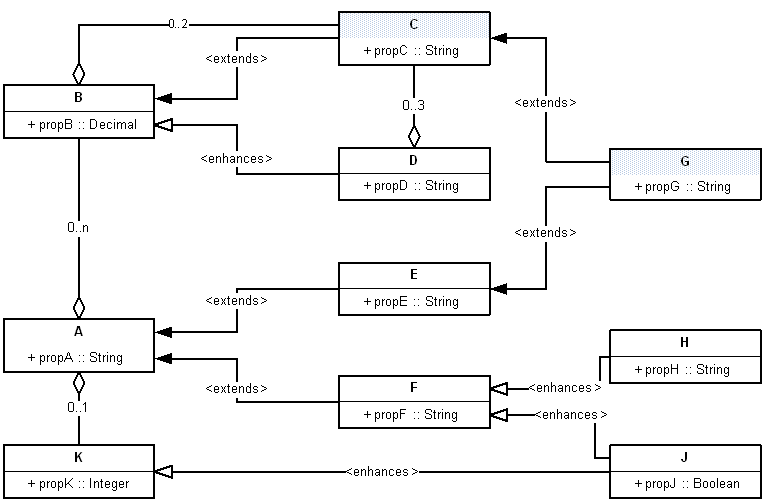 0..2
C
+ propC :: String
<extends>
B
+ propB :: Decimal
0..3
<extends>
<enhances>
D
+ propD :: String
G
+ propG :: String
0..n
<extends>
E
+ propE :: String
<extends>
A
+ propA :: String
H
+ propH :: String
<extends>
F
+ propF :: String
<enhances>
<enhances>
0..1
K
+ propK :: Integer
<enhances>
J
+ propJ :: Boolean